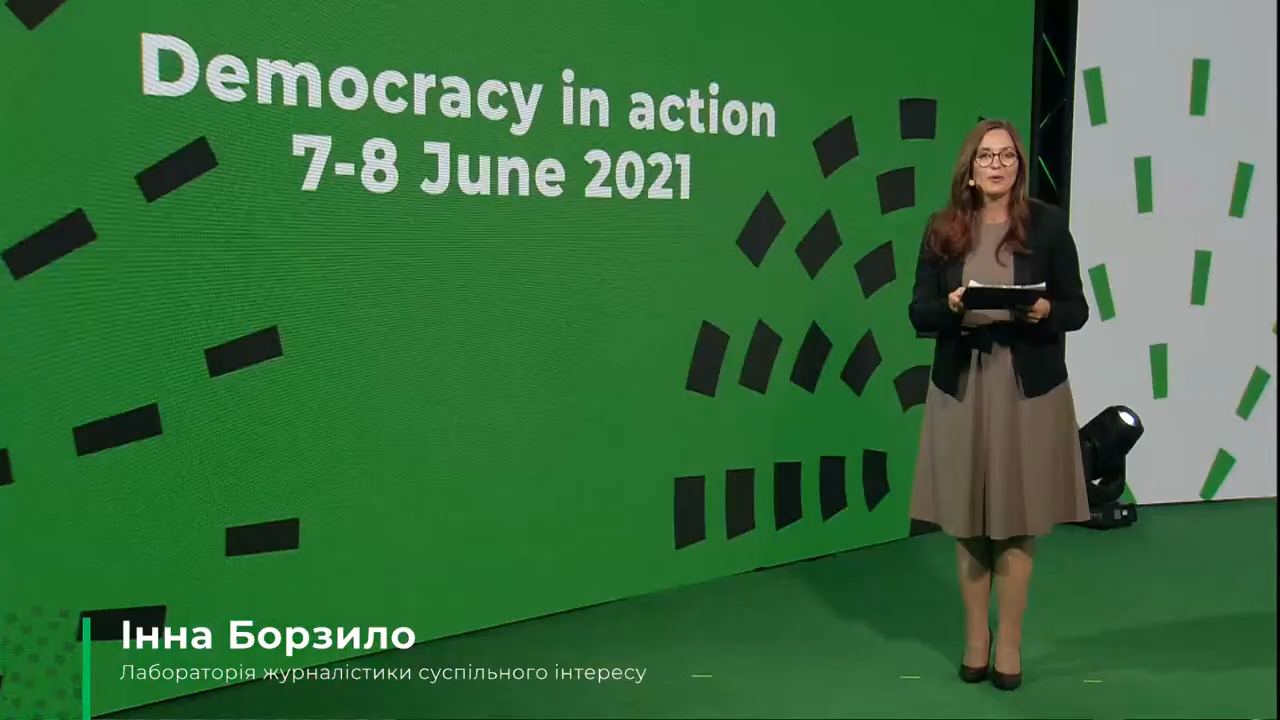 Democracy in action
7-8 June 2021
Інна Борзило
Лабораторія журналістики суспільного інтересу